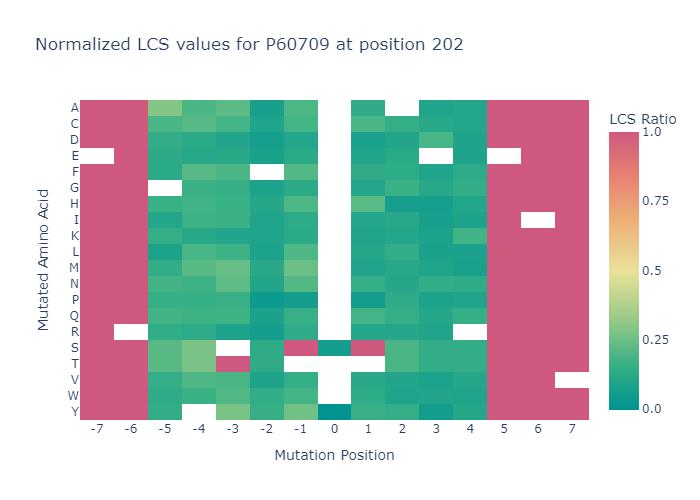 Normalized LCS values for P60709 at position 202
LCS Ratio
1.0
0.75
0.5
0.25
0.0
Mutated Amino Acid
A
C
D
E
F
G
H
I
K
L
M
N
P
Q
R
S
T
V
W
Y
-7 -6 -5 -4 -3 -2 -1 0 1 2 3 4 5 6 7
Mutation Position